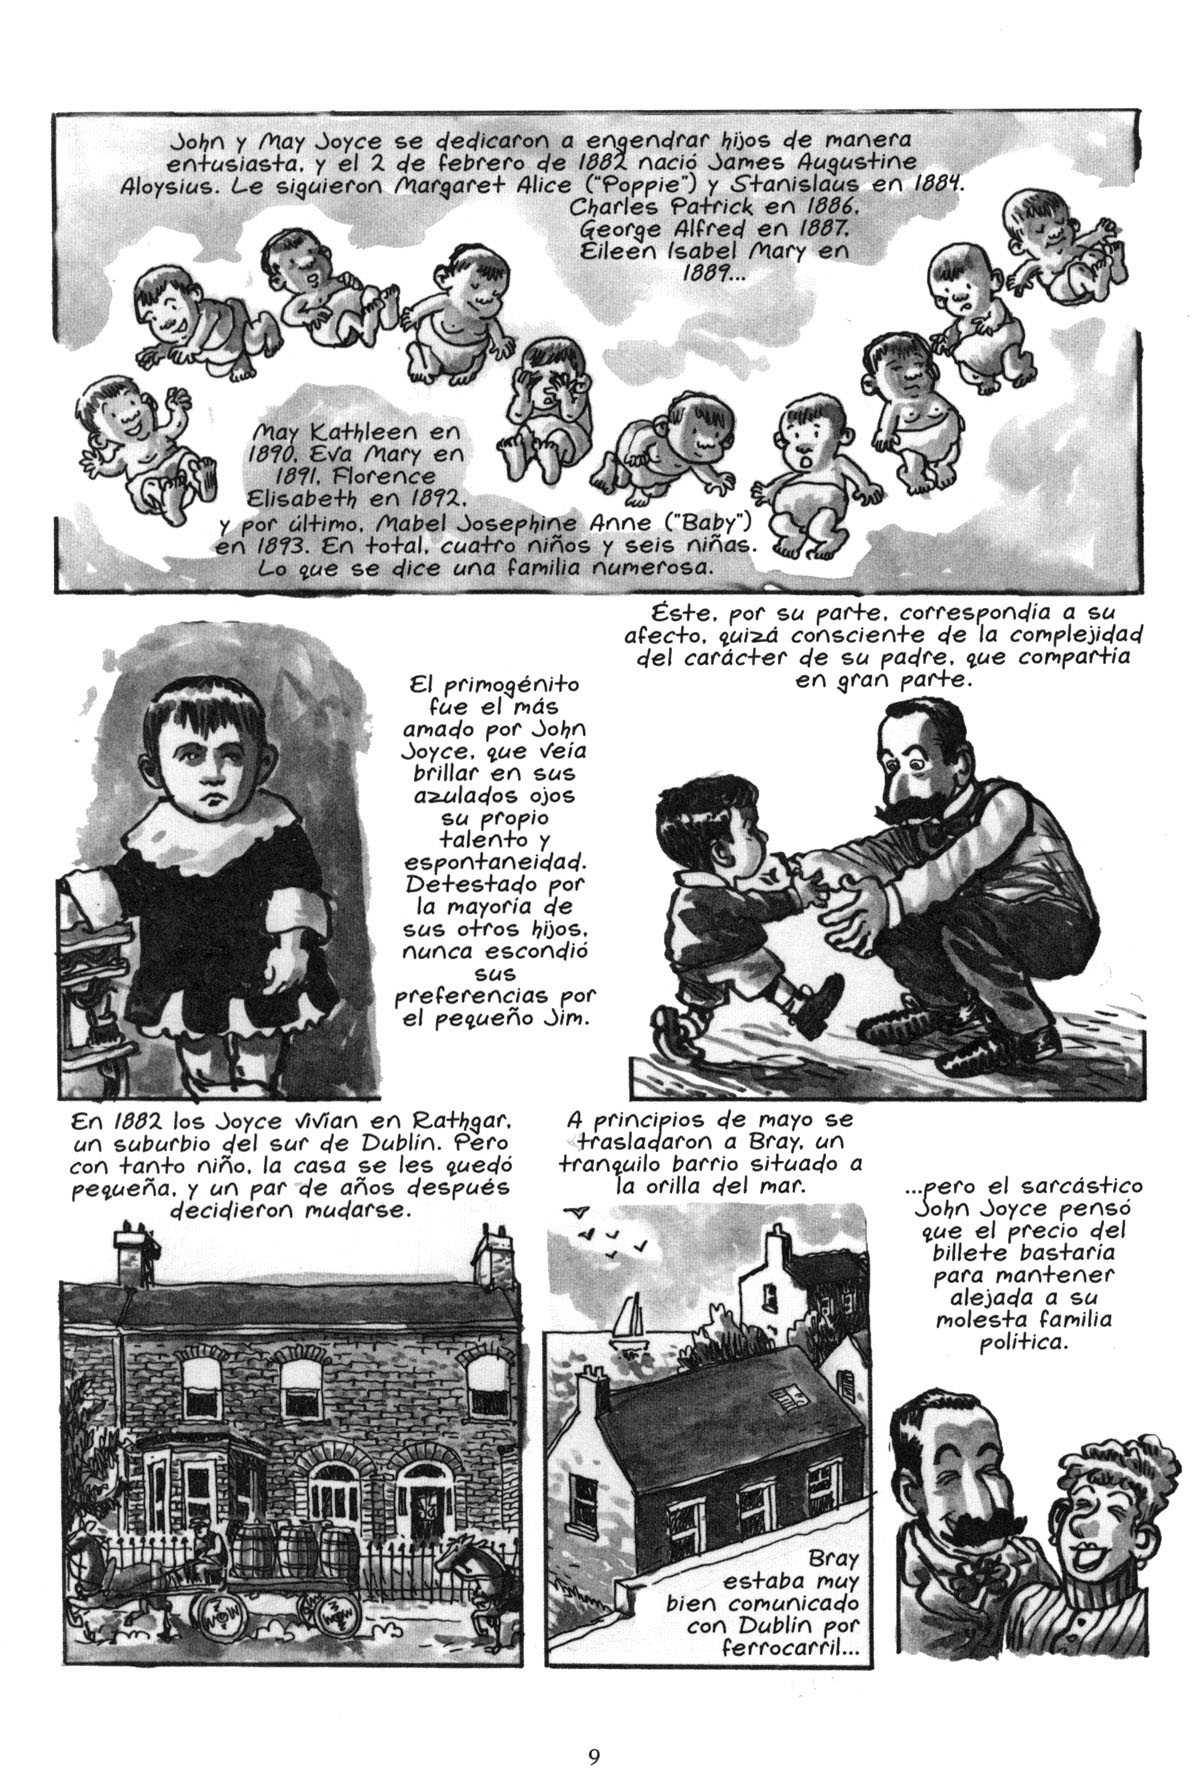 John y May Joyce se dedicaron a engendrar hijos de manera
entusiasta, y el 2 de febrero de 1882 nació James Augustine
Aloysius. Le siguieron Margaret Alice ("Poppie") y Stanislaus en 1884,
Charles Patrick en 1886,
George Alfred en 1887,
Eileen Isabel Mary en
1889...
May Kathleen en
1890, Eva Mary en
1891, Florence
Elisabeth en 1892,
y por último, Mabel Josephine Anne ("Baby")
en 1893. En total, cuatro niños y seis niñas.
Lo que se dice una familia numerosa.
El primogénito
fue el más
amado por John
Joyce, que veía
brillar en sus
azulados ojos
su propio
talento y
espontaneidad.
Detestado por
la mayoría de
sus otros hijos,
nunca escondió
sus
preferencias por
el pequeño Jim.
Éste, por su parte, correspondía a su
afecto, quizá consciente de la complejidad
del carácter de su padre, que compartía
en gran parte.
En 1882 los Joyce vivían en Rathgar,
un suburbio del sur de Dublín. Pero
con tanto niño, la casa se les quedó
pequeña, y un par de años después
decidieron mudarse.
A principios de mayo se
trasladaron a Bray, un
tranquilo barrio situado a
la orilla del mar.
Bray
estaba muy
bien comunicado
con Dublín por
ferrocarril...
...pero el sarcástico
John Joyce pensó
que el precio del
billete bastaría
para mantener
alejada a su
molesta familia
política.
9